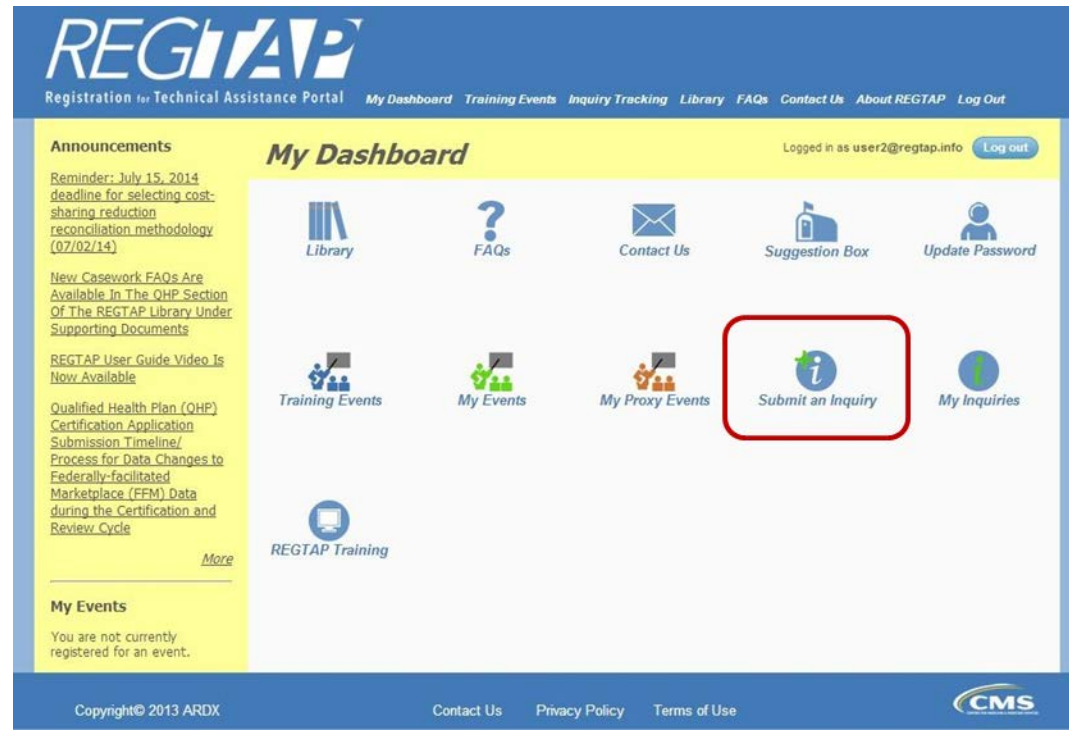 REGTAP
Registration for Technical Assistance Portal
My Dashboard Training Events Inquiry Tracking Library FAQs Contact Us About REGTAP Log Out
Announcements
Reminder: July 15, 2014
deadline for selecting cost-
sharing reduction
reconciliation methodology
(07/02/14)
New Casework FAQs Are
Available In The QHP Section
Of The REGTAP Library Under
Supporting Documents
REGTAP User Guide Video Is
Now Available
Qualified Health Plan (QHP)
Certification Application
Submission Timeline/
Process for Data Changes to
Federally-facilitated
Marketplace (FFM) Data
during the Certification and
Review Cycle
More
My Events
You are not currently
registered for an event.
My Dashboard
Logged in as user2@regtap.info Log out
Library FAQs Contact Us Suggestion Box Update Password
Training Events My Events My Proxy Events Submit an Inquiry My Inquiries
REGTAP Training
Copyright© 2013 ARDX Contact Us Privacy Policy Terms of Use
CMS